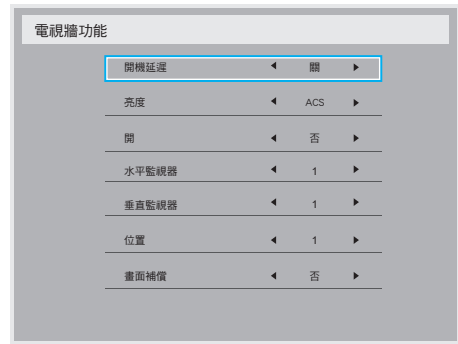 電視牆功能
開機延遲 ◀ 關 ▶
亮度 ◀ ACS ▶
開 ◀ 否 ▶
水平監視器 ◀ 1 ▶
垂直監視器 ◀ 1 ▶
位置 ◀ 1 ▶
畫面補償 ◀ 否 ▶